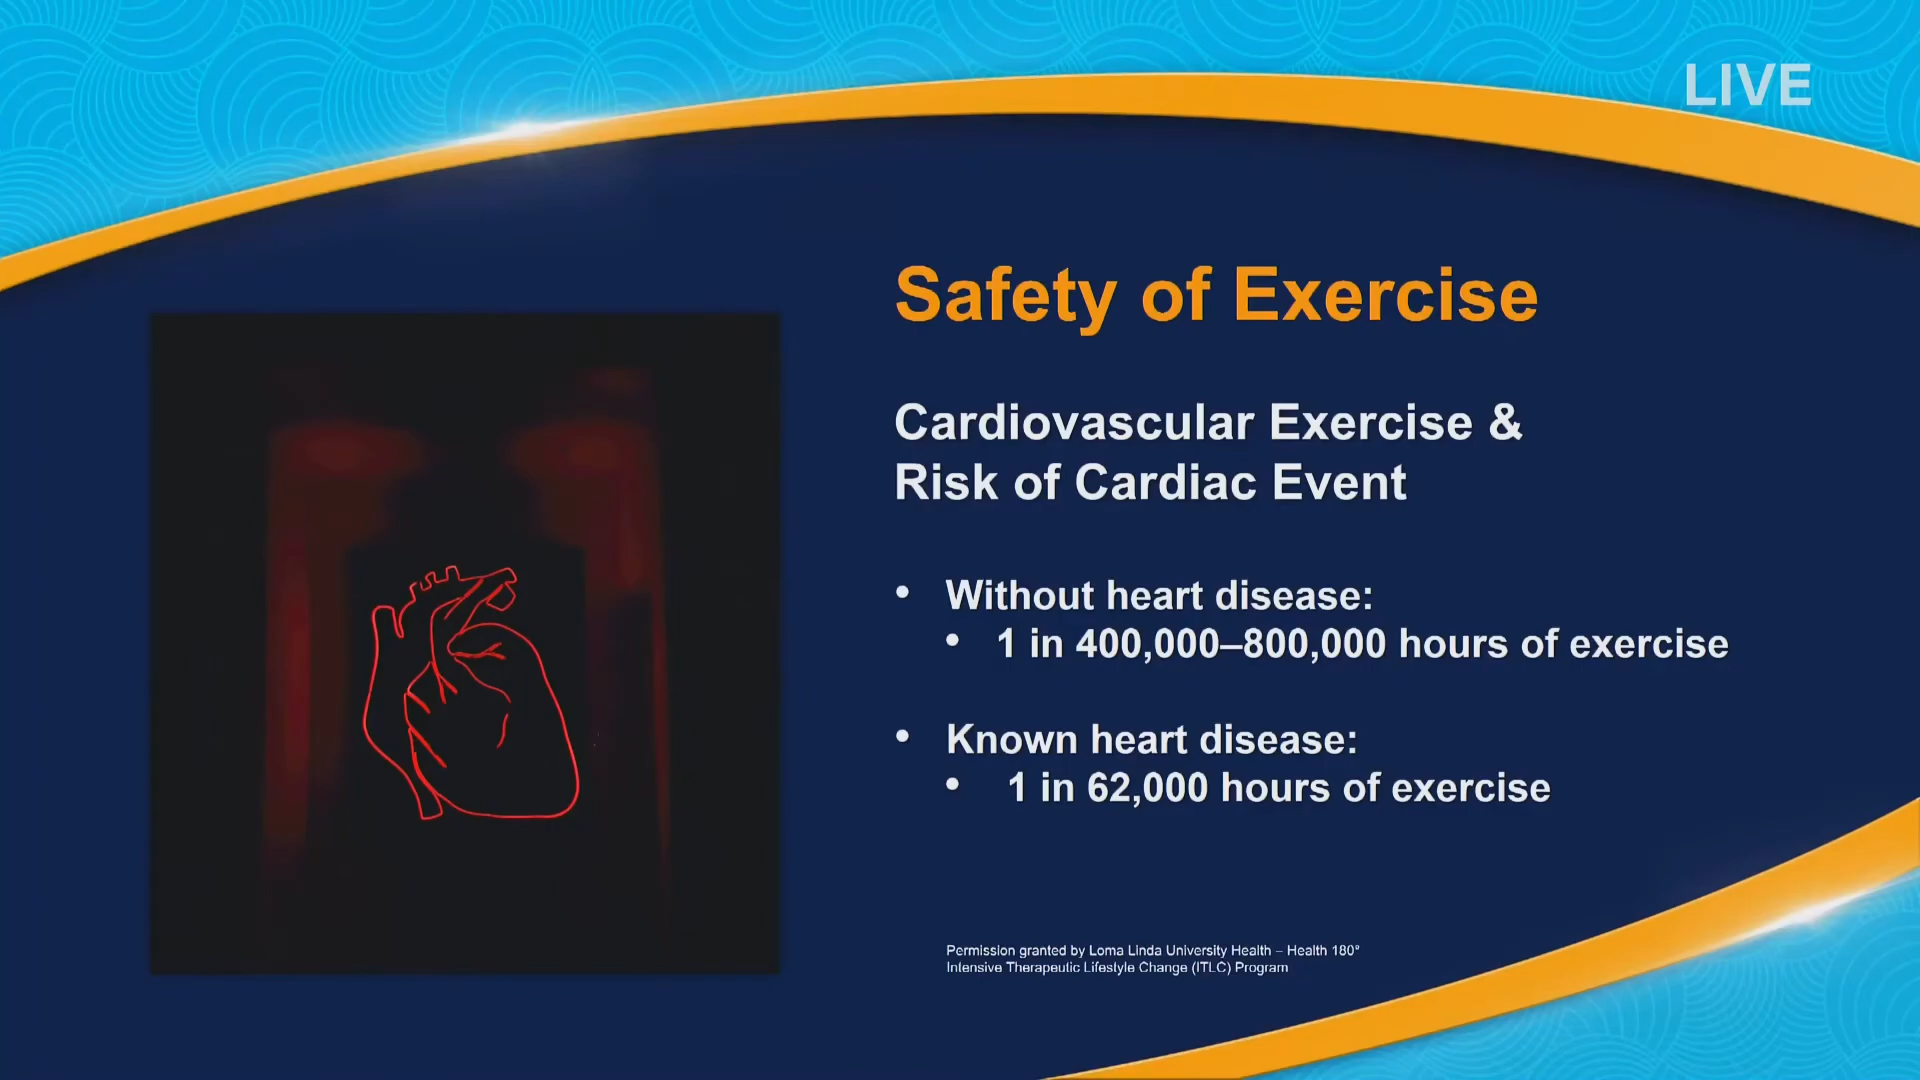 LIVE
Safety of Exercise
Cardiovascular Exercise &
Risk of Cardiac Event
• Without heart disease:
• 1 in 400,000–800,000 hours of exercise
• Known heart disease:
• 1 in 62,000 hours of exercise
Permission granted by Loma Linda University Health – Health 180°
Intensive Therapeutic Lifestyle Change (ITLC) Program